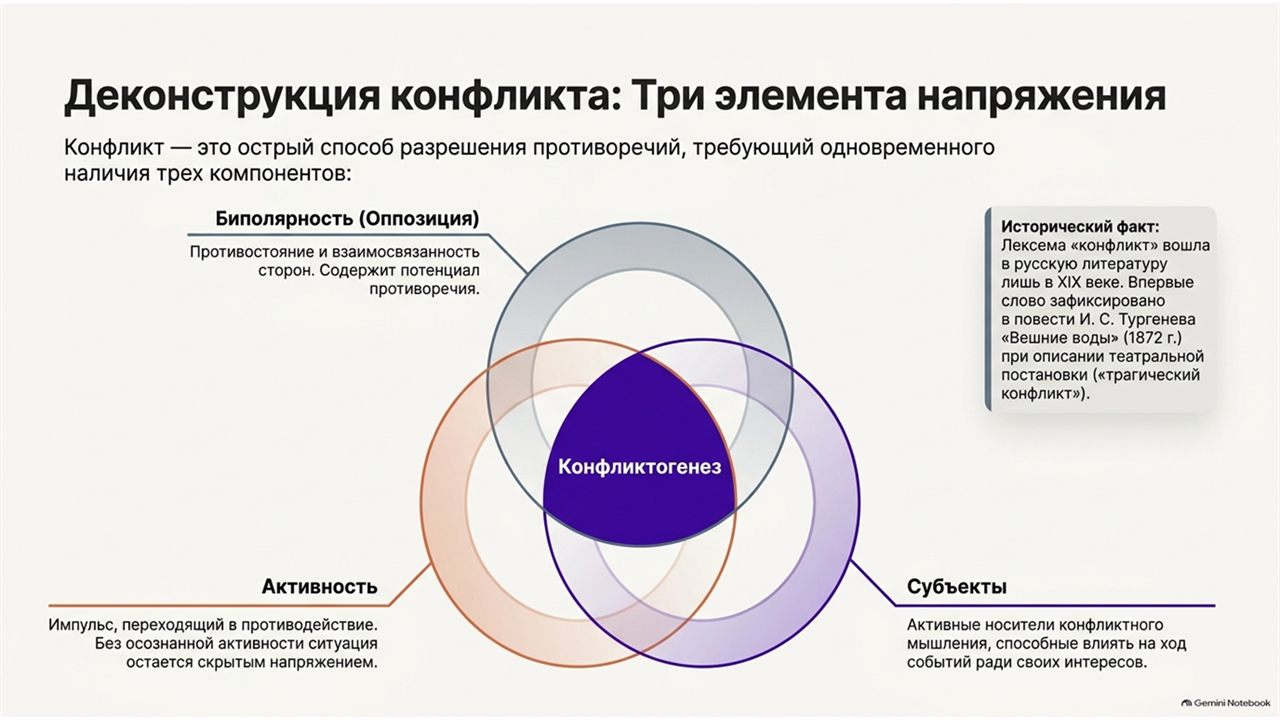 Деконструкция конфликта: Три элемента напряжения
Конфликт — это острый способ разрешения противоречий, требующий одновременного
наличия трех компонентов:
Биполярность (Оппозиция)
Противостояние и взаимосвязанность
сторон. Содержит потенциал
противоречия.
Исторический факт:
Лексема «конфликт» вошла
в русскую литературу
лишь в XIX веке. Впервые
слово зафиксировано
в повести И. С. Тургенева
«Вешние воды» (1872 г.)
при описании театральной
постановки («трагический
конфликт»).
Конфликтогенез
Активность
Импульс, переходящий в противодействие.
Без осознанной активности ситуация
остается скрытым напряжением.
Субъекты
Активные носители конфликтного
мышления, способные влиять на ход
событий ради своих интересов.
Gemini Notebook